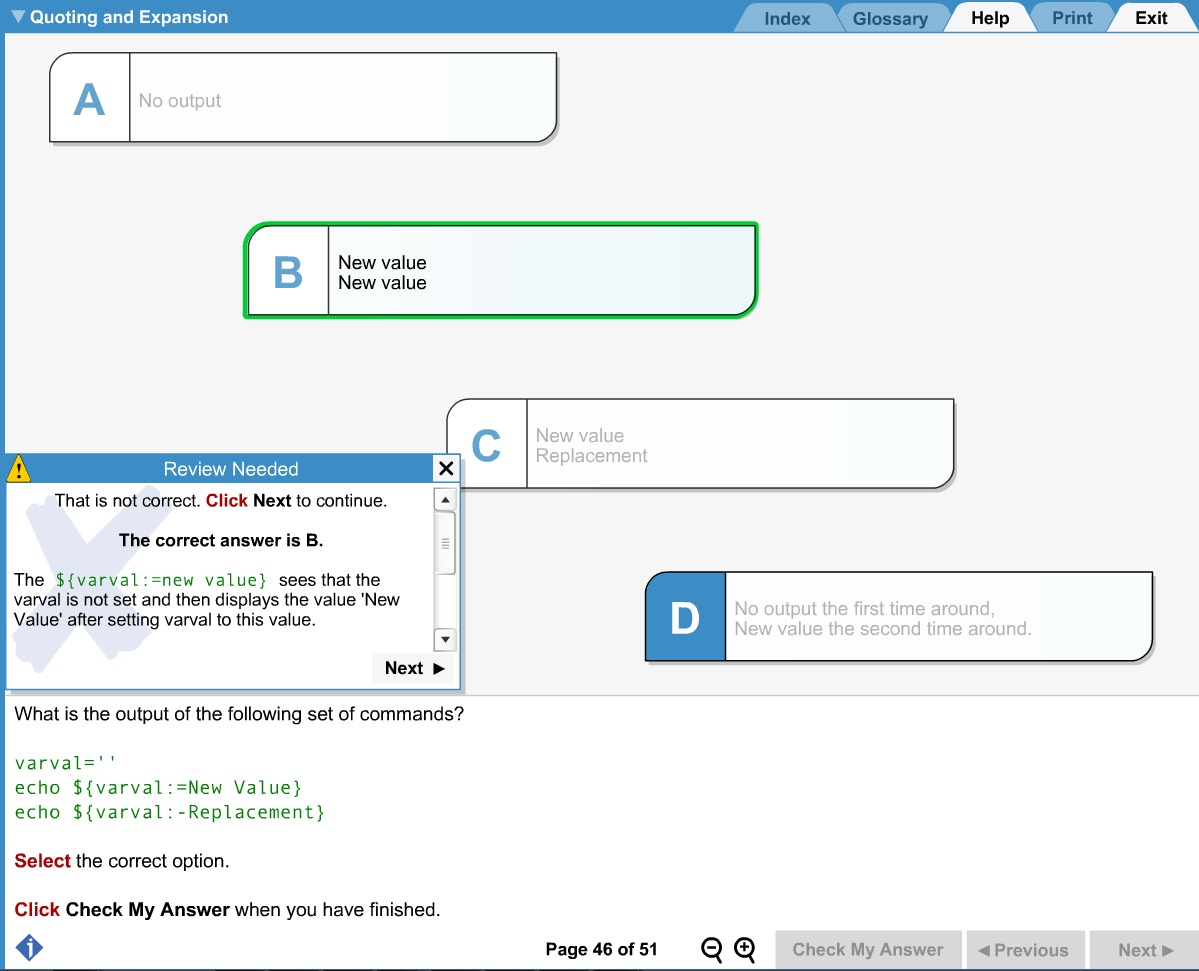 Quoting and Expansion
Index
Glossary
Help
Print
Exit
A
No output
B
New value
New value
C
New value
Replacement
Review Needed
That is not correct. Click Next to continue.
The correct answer is B.
The ${varval:=new value} sees that the
varval is not set and then displays the value 'New
Value' after setting varval to this value.
Next
D
No output the first time around,
New value the second time around.
What is the output of the following set of commands?
varval=''
echo ${varval:=New Value}
echo ${varval:-Replacement}
Select the correct option.
Click Check My Answer when you have finished.
i
Page 46 of 51
Check My Answer
Previous
Next